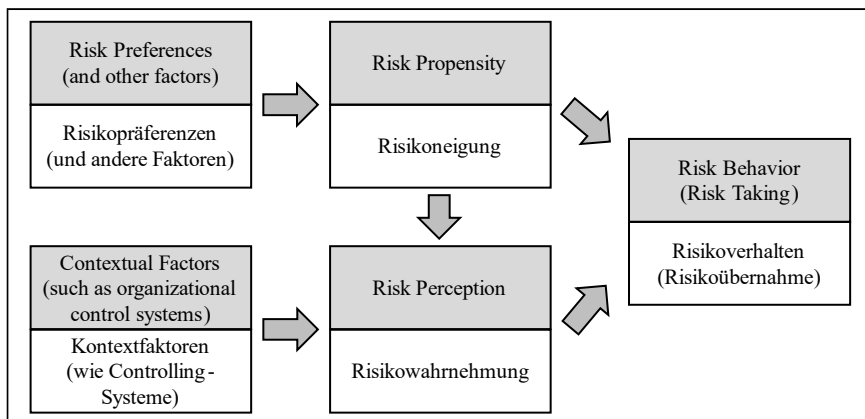 Risk Preferences
(and other factors)
Risikopräferenzen
(und andere Faktoren)
Risk Propensity
Risikoneigung
Risk Behavior
(Risk Taking)
Risikoverhalten
(Risikoübernahme)
Contextual Factors
(such as organizational
control systems)
Kontextfaktoren
(wie Controlling-
Systeme)
Risk Perception
Risikowahrnehmung